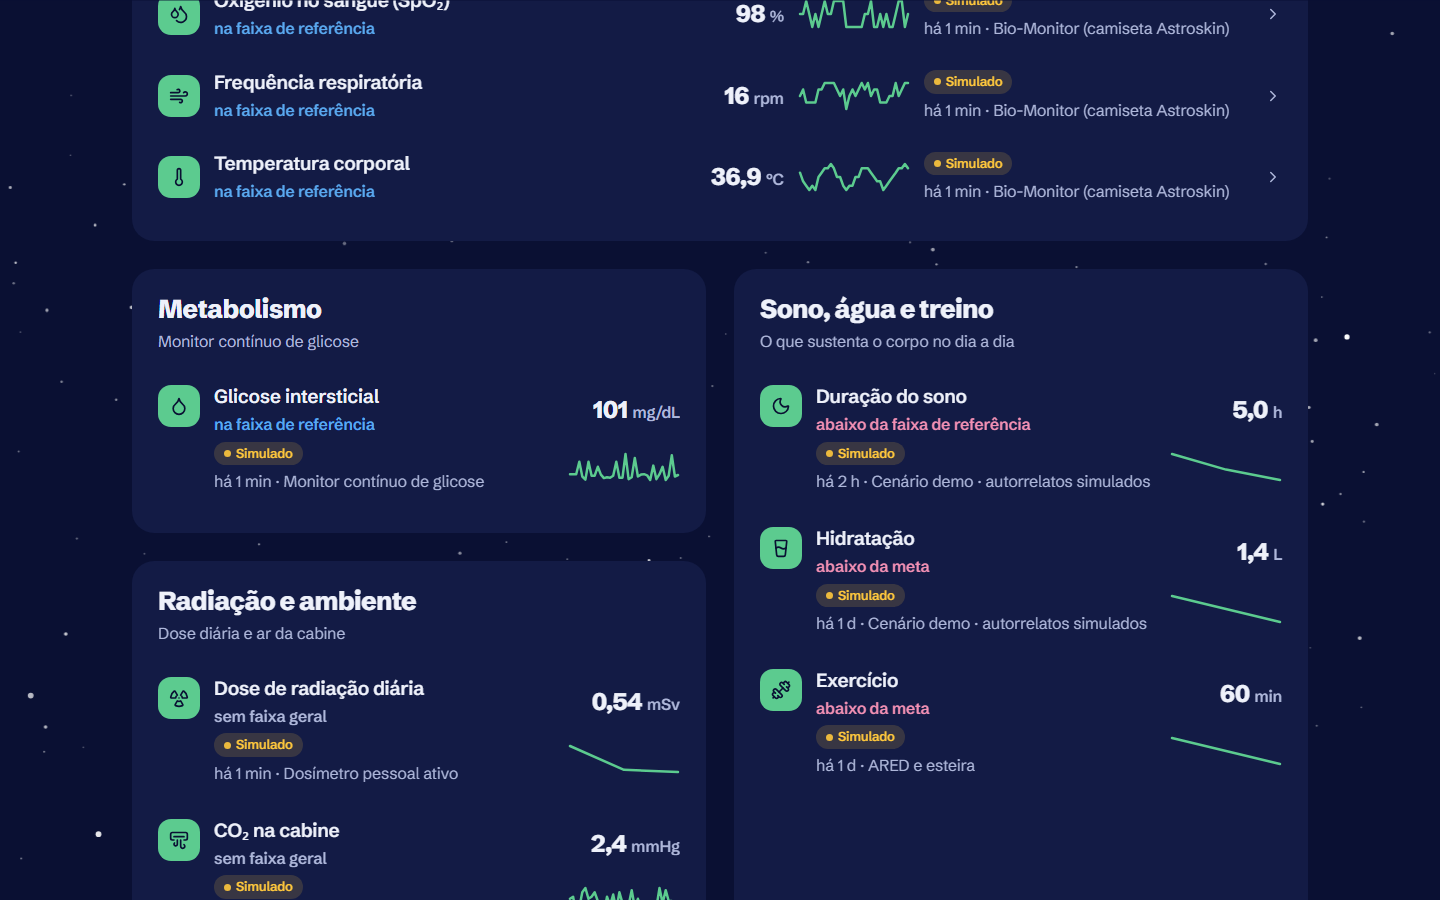 Oxigênio no sangue (SpO₂)
na faixa de referência
98 %
Simulado
há 1 min · Bio-Monitor (camiseta Astroskin)
Frequência respiratória
na faixa de referência
16 rpm
Simulado
há 1 min · Bio-Monitor (camiseta Astroskin)
Temperatura corporal
na faixa de referência
36,9 °C
Simulado
há 1 min · Bio-Monitor (camiseta Astroskin)
Metabolismo
Monitor contínuo de glicose
Glicose intersticial
na faixa de referência
101 mg/dL
Simulado
há 1 min · Monitor contínuo de glicose
Radiação e ambiente
Dose diária e ar da cabine
Dose de radiação diária
sem faixa geral
0,54 mSv
Simulado
há 1 min · Dosímetro pessoal ativo
CO₂ na cabine
sem faixa geral
2,4 mmHg
Simulado
Sono, água e treino
O que sustenta o corpo no dia a dia
Duração do sono
abaixo da faixa de referência
5,0 h
Simulado
há 2 h · Cenário demo · autorrelatos simulados
Hidratação
abaixo da meta
1,4 L
Simulado
há 1 d · Cenário demo · autorrelatos simulados
Exercício
abaixo da meta
60 min
Simulado
há 1 d · ARED e esteira